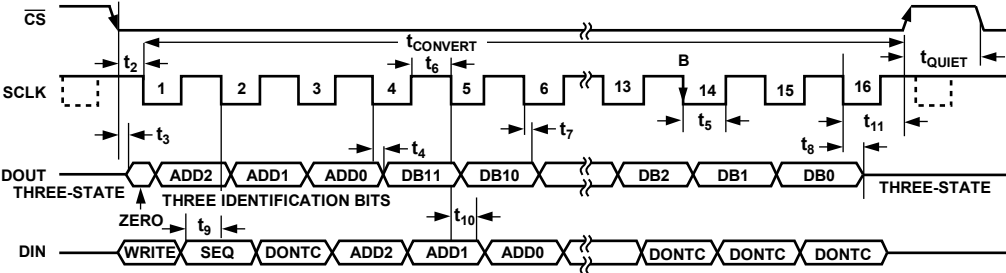 CS
tCONVERT
t2
t6
B
tQUIET
SCLK
1 2 3 4 5 6 13 14 15 16
t3
t4
t7
t5
t8
t11
DOUT
ADD2 ADD1 ADD0 DB11 DB10 DB2 DB1 DB0
THREE-STATE
THREE IDENTIFICATION BITS
THREE-STATE
ZERO
t9
t10
DIN
WRITE SEQ DONTC ADD2 ADD1 ADD0 DONTC DONTC DONTC